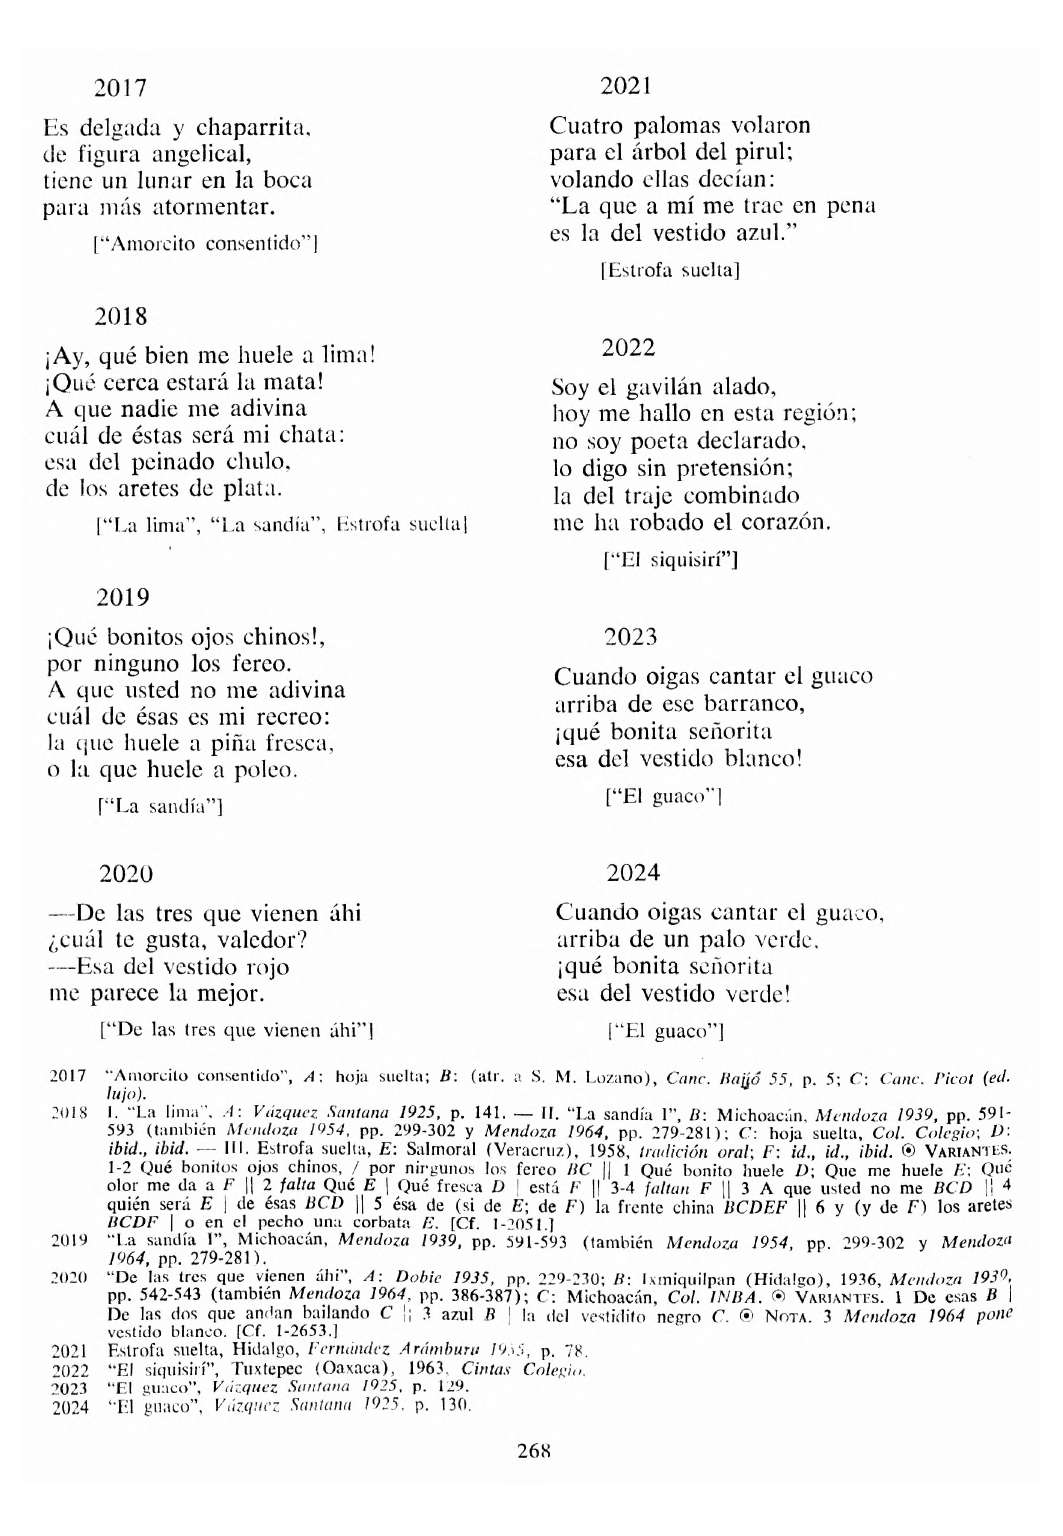 2017
Es delgada y chaparrita,
de figura angelical,
tiene un lunar en la boca
para más atormentar.
[“Amorcito consentido”]
2018
¡Ay, qué bien me huele a lima!
¡Qué cerca estará la mata!
A que nadie me adivina
cuál de éstas será mi chata:
esa del peinado chulo,
de los aretes de plata.
[“La lima”, “La sandía”, Estrofa suelta]
2019
¡Qué bonitos ojos chinos!,
por ninguno los fereo.
A que usted no me adivina
cuál de ésas es mi recreo:
la que huele a piña fresca,
o la que huele a poleo.
[“La sandía”]
2020
—De las tres que vienen áhi
¿cuál te gusta, valedor?
—Esa del vestido rojo
me parece la mejor.
[“De las tres que vienen áhi”]
2021
Cuatro palomas volaron
para el árbol del pirul;
volando ellas decían:
“La que a mí me trae en pena
es la del vestido azul.”
[Estrofa suelta]
2022
Soy el gavilán alado,
hoy me hallo en esta región;
no soy poeta declarado,
lo digo sin pretensión;
la del traje combinado
me ha robado el corazón.
[“El siquisirí”]
2023
Cuando oigas cantar el guaco
arriba de ese barranco,
¡qué bonita señorita
esa del vestido blanco!
[“El guaco”]
2024
Cuando oigas cantar el guaco,
arriba de un palo verde,
¡qué bonita señorita
esa del vestido verde!
[“El guaco”]
2017 “Amorcito consentido”, A: hoja suelta; B: (atr. a S. M. Lozano), Canc. Bajío 55, p. 5; C: Canc. Picot (ed.
lujo).
2018 I. “La lima”, A: Vázquez Santana 1925, p. 141. — II. “La sandía I”, B: Michoacán, Mendoza 1939, pp. 591-
593 (también Mendoza 1954, pp. 299-302 y Mendoza 1964, pp. 279-281); C: hoja suelta, Col. Colegio; D:
ibid., ibid. — III. Estrofa suelta, E: Salmoral (Veracruz), 1958, tradición oral; F: id., id., ibid. ⊙ VARIANTES.
1-2 Qué bonitos ojos chinos, / por nirgunos los fereo BC || 1 Qué bonito huele D; Que me huele E; Qué
olor me da a F || 2 falta Qué E | Qué fresca D | está F || 3-4 faltan F || 3 A que usted no me BCD || 4
quién será E | de ésas BCD || 5 ésa de (si de E; de F) la frente china BCDEF || 6 y (y de F) los aretes
BCDF | o en el pecho una corbata E. [Cf. 1-2051.]
2019 “La sandía I”, Michoacán, Mendoza 1939, pp. 591-593 (también Mendoza 1954, pp. 299-302 y Mendoza
1964, pp. 279-281).
2020 “De las tres que vienen áhi”, A: Dobie 1935, pp. 229-230; B: Ixmiquilpan (Hidalgo), 1936, Mendoza 1939,
pp. 542-543 (también Mendoza 1964, pp. 386-387); C: Michoacán, Col. INBA. ⊙ VARIANTES. 1 De esas B |
De las dos que andan bailando C || 3 azul B | la del vestidito negro C. ⊙ NOTA. 3 Mendoza 1964 pone
vestido blanco. [Cf. 1-2653.]
2021 Estrofa suelta, Hidalgo, Fernández Arámburu, p. 78.
2022 “El siquisirí”, Tuxtepec (Oaxaca), 1963, Cintas Colegio.
2023 “El guaco”, Vázquez Santana 1925, p. 129.
2024 “El guaco”, Vázquez Santana 1925, p. 130.
268